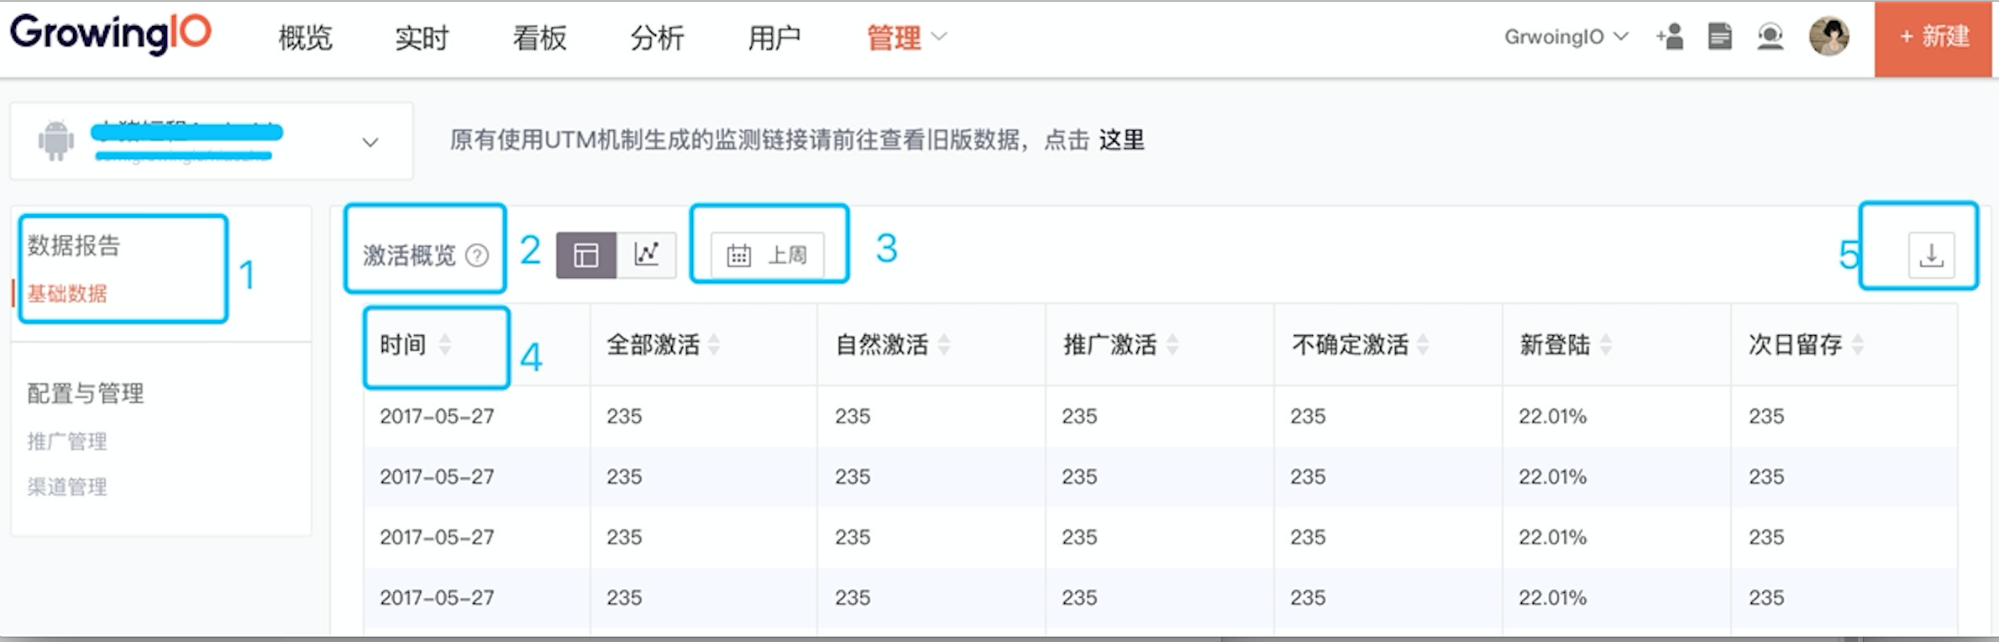 GrowingIO 概览 实时 看板 分析 用户 管理 GrwoingIO + 新建
原有使用UTM机制生成的监测链接请前往查看旧版数据，点击 这里
数据报告
基础数据
1
配置与管理
推广管理
渠道管理
激活概览 ? 2 上周 3 5
时间 4 全部激活 自然激活 推广激活 不确定激活 新登陆 次日留存
2017-05-27 235 235 235 235 22.01% 235
2017-05-27 235 235 235 235 22.01% 235
2017-05-27 235 235 235 235 22.01% 235
2017-05-27 235 235 235 235 22.01% 235